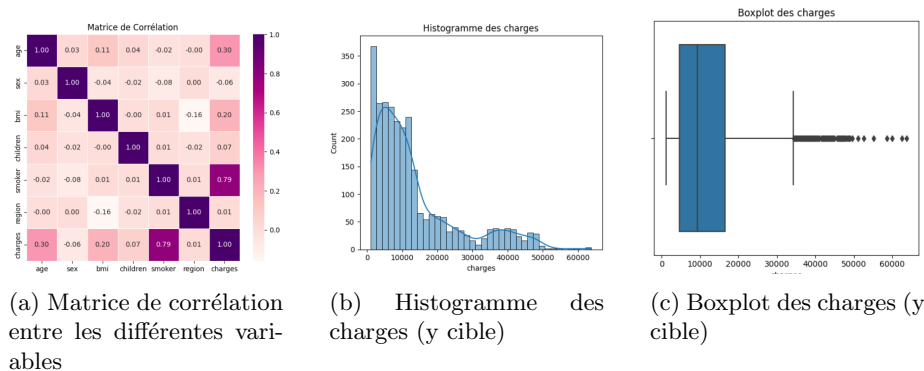 Matrice de Corrélation
age 1.00 0.03 0.11 0.04 -0.02 -0.00 0.30
sex 0.03 1.00 -0.04 -0.02 -0.08 0.00 -0.06
bmi 0.11 -0.04 1.00 -0.00 0.01 -0.16 0.20
children 0.04 -0.02 -0.00 1.00 0.01 0.01 0.07
smoker -0.02 -0.08 0.01 0.01 1.00 0.01 0.79
region -0.00 0.00 -0.16 0.01 0.01 1.00 0.01
charges 0.30 -0.06 0.20 0.07 0.79 0.01 1.00
age sex bmi children smoker region charges
1.0
0.8
0.6
0.4
0.2
0.0
Histogramme des charges
Count
350
300
250
200
150
100
50
0
0 10000 20000 30000 40000 50000 60000
charges
Boxplot des charges
0 10000 20000 30000 40000 50000 60000
charges
(a) Matrice de corrélation
entre les différentes vari-
ables
(b) Histogramme des
charges (y cible)
(c) Boxplot des charges (y
cible)